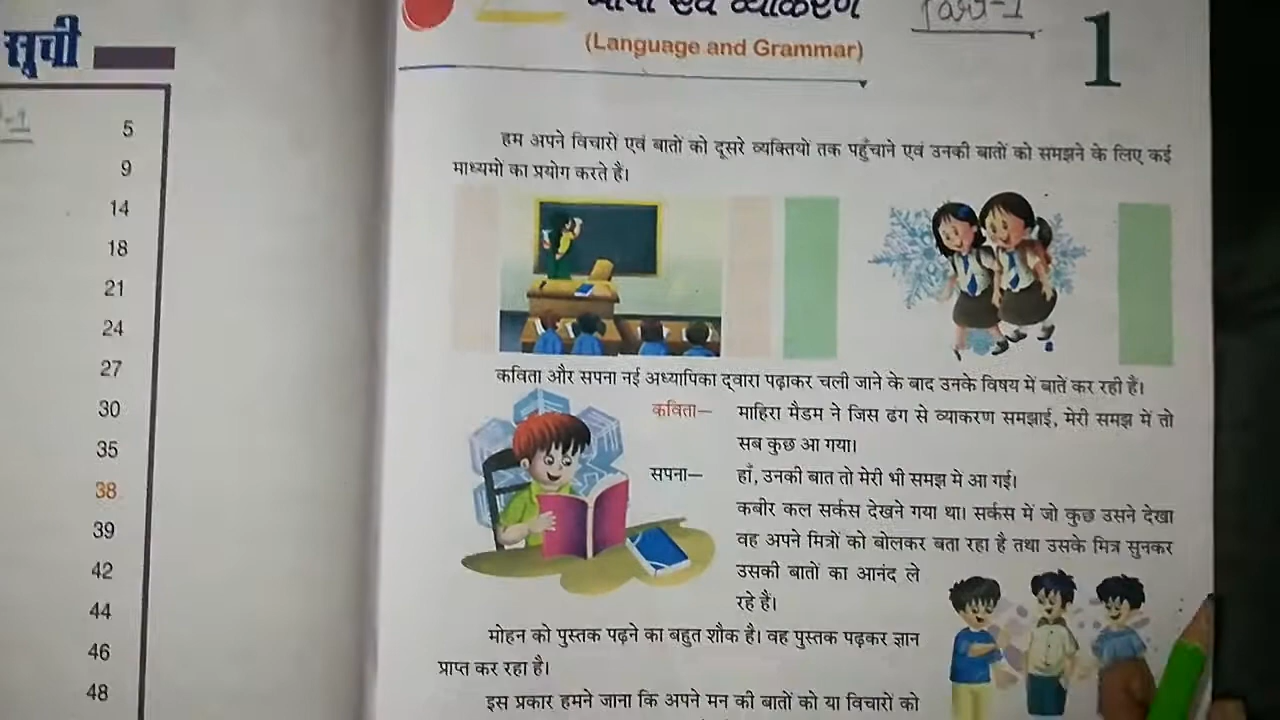 सूची
5
9
14
18
21
24
27
30
35
38
39
42
44
46
48
भाषा एवं व्याकरण
Part-1
1
(Language and Grammar)
हम अपने विचारों एवं बातों को दूसरे व्यक्तियों तक पहुँचाने एवं उनकी बातों को समझने के लिए कई
माध्यमों का प्रयोग करते हैं।
कविता और सपना नई अध्यापिका द्वारा पढ़ाकर चली जाने के बाद उनके विषय में बातें कर रही हैं।
कविता— माहिरा मैडम ने जिस ढंग से व्याकरण समझाई, मेरी समझ में तो
सब कुछ आ गया।
सपना— हाँ, उनकी बात तो मेरी भी समझ में आ गई।
कबीर कल सर्कस देखने गया था। सर्कस में जो कुछ उसने देखा
वह अपने मित्रों को बोलकर बता रहा है तथा उसके मित्र सुनकर
उसकी बातों का आनंद ले
रहे हैं।
मोहन को पुस्तक पढ़ने का बहुत शौक है। वह पुस्तक पढ़कर ज्ञान
प्राप्त कर रहा है।
इस प्रकार हमने जाना कि अपने मन की बातों को या विचारों को